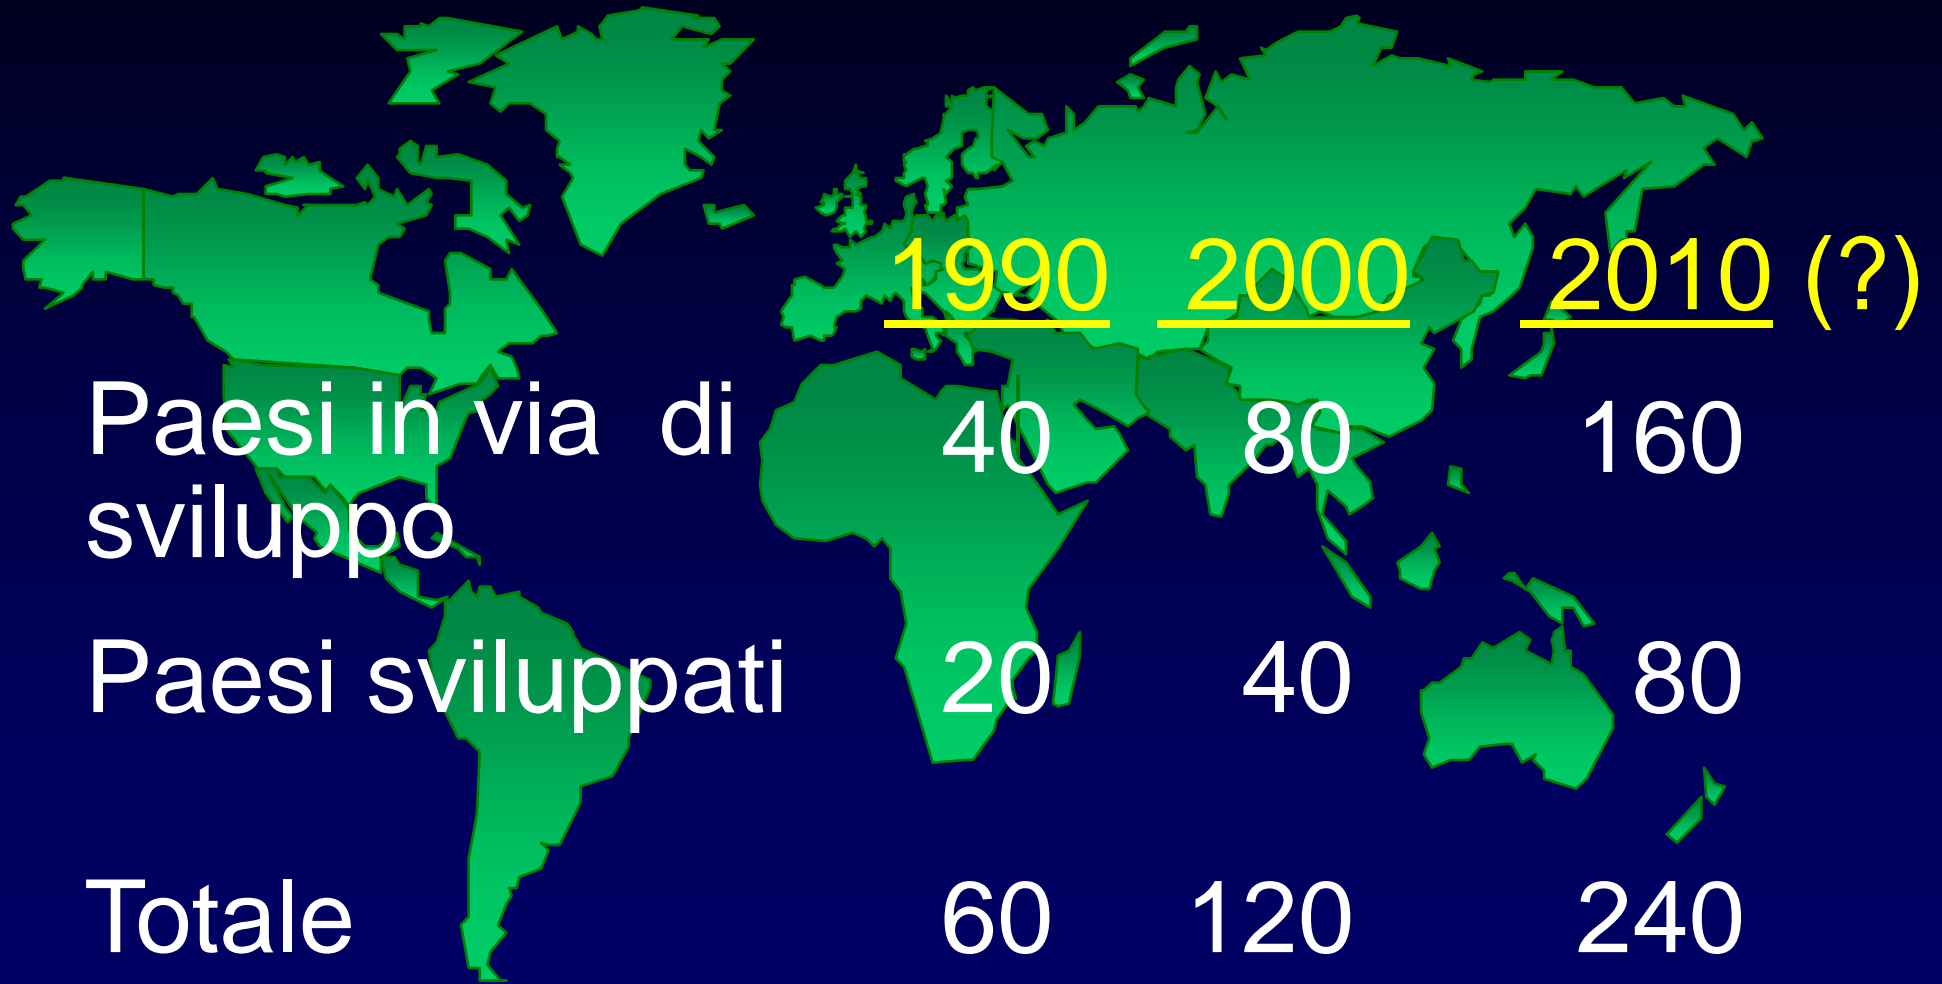 1990 2000 2010 (?)
Paesi in via di 40 80 160
sviluppo
Paesi sviluppati 20 40 80
Totale 60 120 240